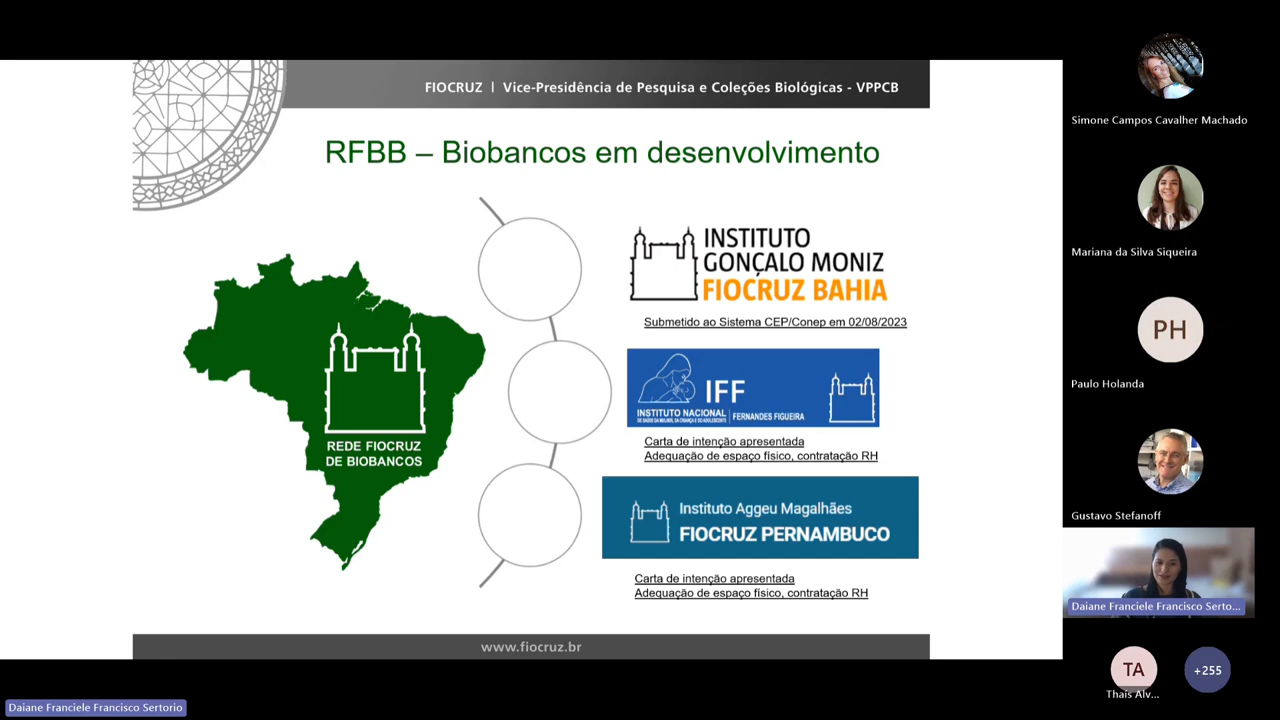 FIOCRUZ | Vice-Presidência de Pesquisa e Coleções Biológicas - VPPCB
RFBB – Biobancos em desenvolvimento
REDE FIOCRUZ
DE BIOBANCOS
INSTITUTO
GONÇALO MONIZ
FIOCRUZ BAHIA
Submetido ao Sistema CEP/Conep em 02/08/2023
IFF
INSTITUTO NACIONAL
DE SAÚDE DA MULHER, DA CRIANÇA E DO ADOLESCENTE
FERNANDES FIGUEIRA
Carta de intenção apresentada
Adequação de espaço físico, contratação RH
Instituto Aggeu Magalhães
FIOCRUZ PERNAMBUCO
Carta de intenção apresentada
Adequação de espaço físico, contratação RH
www.fiocruz.br
Simone Campos Cavalher Machado
Mariana da Silva Siqueira
PH
Paulo Holanda
Gustavo Stefanoff
Daiane Franciele Francisco Serto...
TA
Thaís Alv...
+255
Daiane Franciele Francisco Sertorio